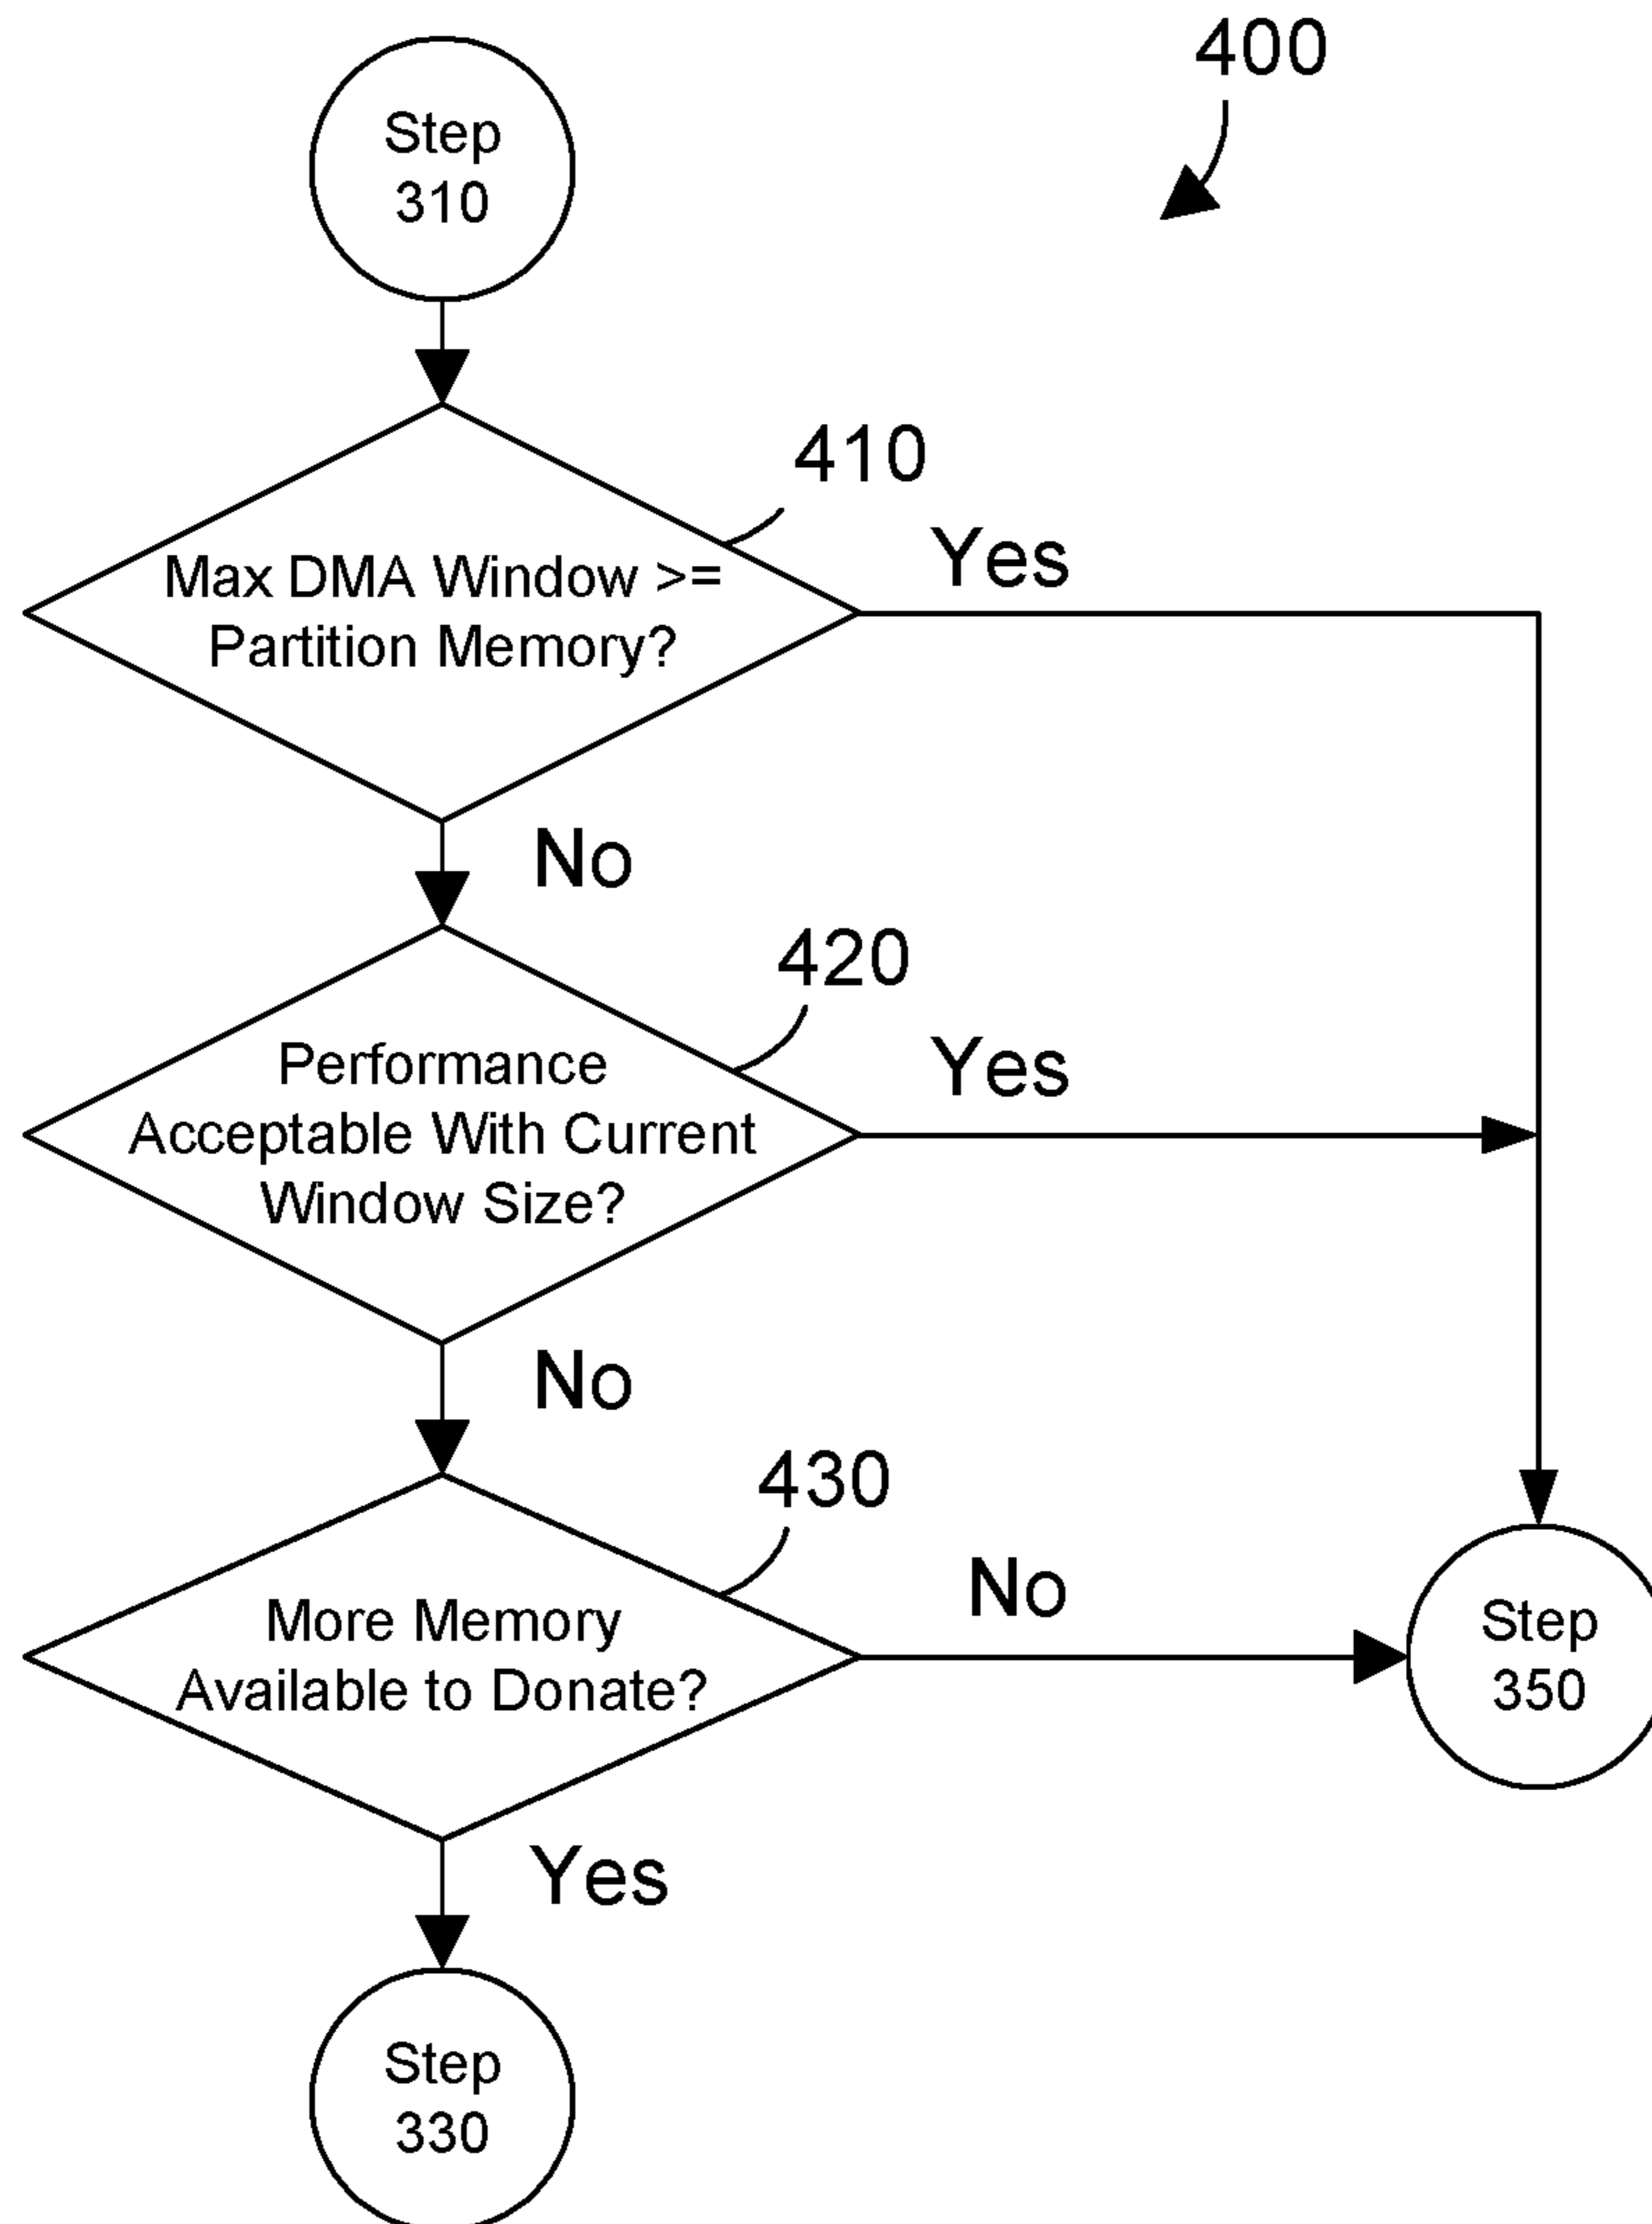 400
Step
310
410
Max DMA Window >=
Partition Memory?
Yes
No
420
Performance
Acceptable With Current
Window Size?
Yes
No
430
More Memory
Available to Donate?
No
Step
350
Yes
Step
330